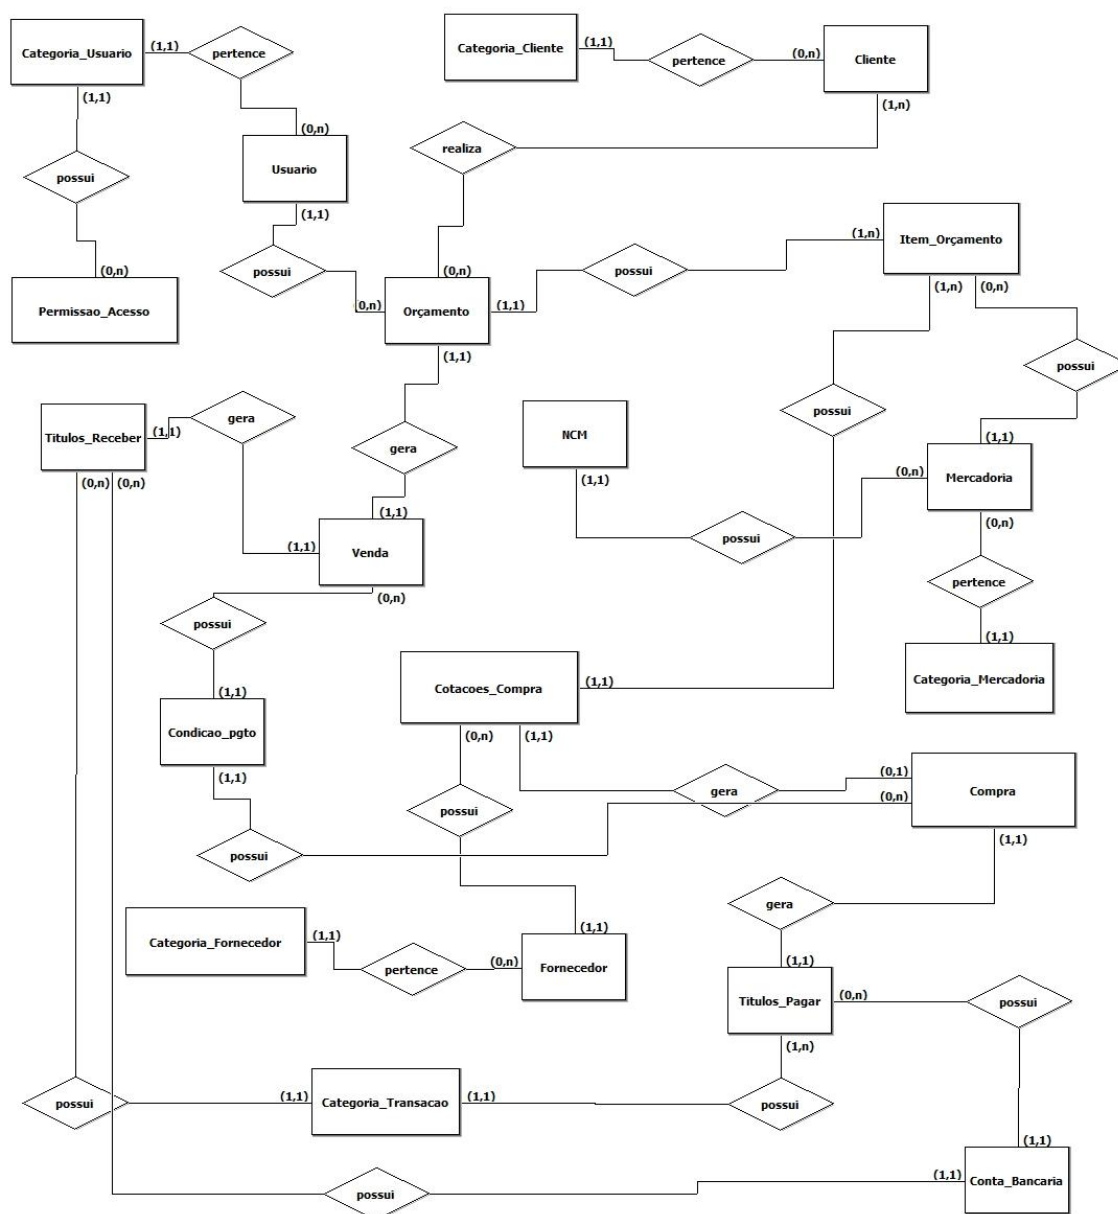 Categoria_Usuario
(1,1)
pertence
(1,1)
(0,n)
Usuario
(1,1)
possui
(0,n)
Permissao_Acesso
possui
(0,n)
Categoria_Cliente
(1,1)
pertence
(0,n)
Cliente
(1,n)
realiza
(0,n)
Orçamento
(1,1)
possui
(1,n)
Item_Orçamento
(1,n)
(0,n)
possui
possui
(1,1)
gera
(1,1)
Titulos_Receber
(1,1)
gera
(0,n)
(0,n)
(1,1)
Venda
(0,n)
NCM
(1,1)
possui
(0,n)
(1,1)
Mercadoria
(0,n)
pertence
(1,1)
Categoria_Mercadoria
possui
(1,1)
Condicao_pgto
(1,1)
possui
Cotacoes_Compra
(1,1)
(0,n)
(1,1)
gera
(0,1)
(0,n)
Compra
(1,1)
possui
(1,1)
Categoria_Fornecedor
(1,1)
pertence
(0,n)
Fornecedor
gera
(1,1)
Titulos_Pagar
(0,n)
possui
(1,n)
possui
possui
(1,1)
Categoria_Transacao
(1,1)
(1,1)
possui
(1,1)
Conta_Bancaria